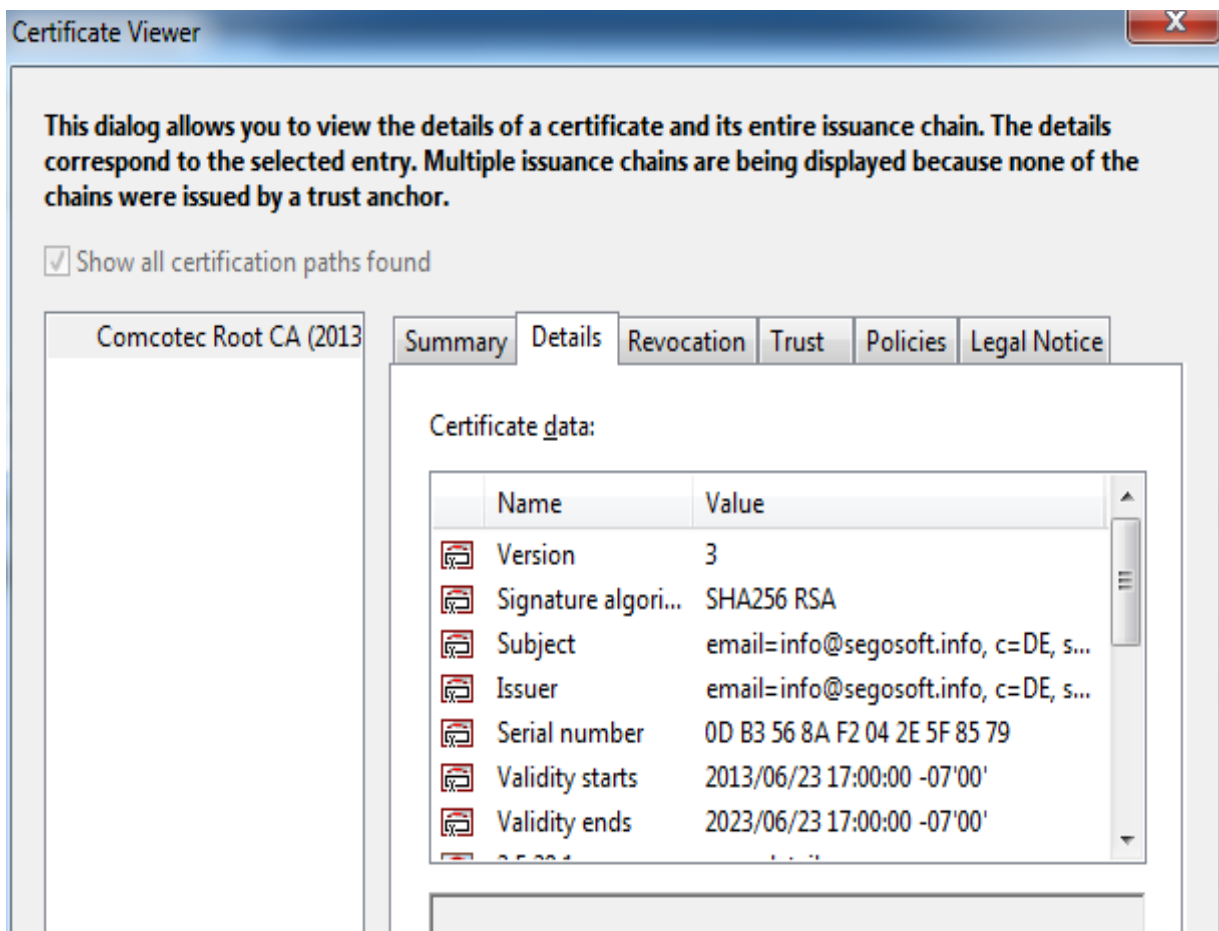 Certificate Viewer
This dialog allows you to view the details of a certificate and its entire issuance chain. The details
correspond to the selected entry. Multiple issuance chains are being displayed because none of the
chains were issued by a trust anchor.
Show all certification paths found
Comcotec Root CA (2013
Summary Details Revocation Trust Policies Legal Notice
Certificate data:
Name Value
Version 3
Signature algori... SHA256 RSA
Subject email=info@segosoft.info, c=DE, s...
Issuer email=info@segosoft.info, c=DE, s...
Serial number 0D B3 56 8A F2 04 2E 5F 85 79
Validity starts 2013/06/23 17:00:00 -07'00'
Validity ends 2023/06/23 17:00:00 -07'00'